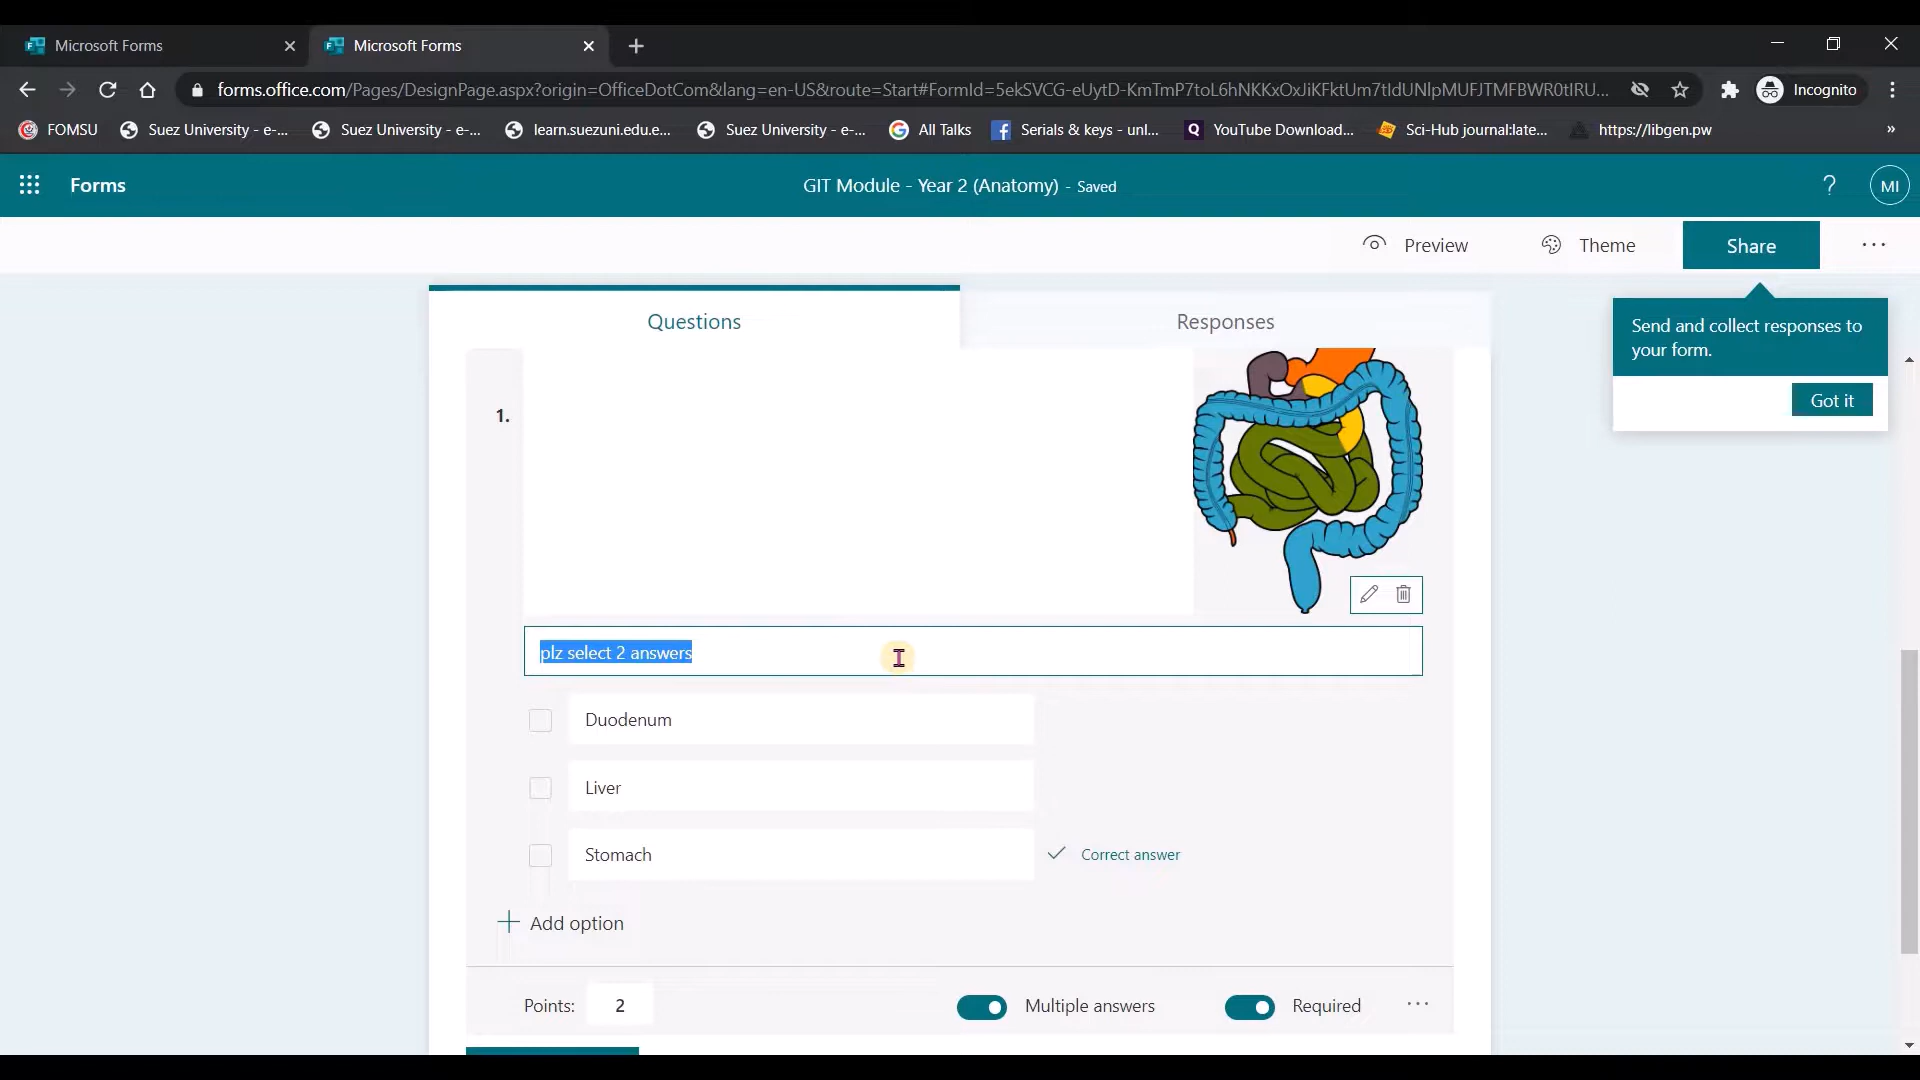 Microsoft Forms
Microsoft Forms
forms.office.com/Pages/DesignPage.aspx?origin=OfficeDotCom&lang=en-US&route=Start#FormId=5ekSVCG-eUytD-KmTmP7toL6hNKKxOxJiKFktUm7tIdUNlpMUFJTMFBWR0tIRU...
Incognito
FOMSU
Suez University - e-...
Suez University - e-...
learn.suezuni.edu.e...
Suez University - e-...
All Talks
Serials & keys - unl...
YouTube Download...
Sci-Hub journal:late...
https://libgen.pw
»
Forms
GIT Module - Year 2 (Anatomy) - Saved
?
MI
Preview
Theme
Share
...
Questions
Responses
Send and collect responses to
your form.
Got it
1.
plz select 2 answers
Duodenum
Liver
Stomach
Correct answer
Add option
Points: 2
Multiple answers
Required
...